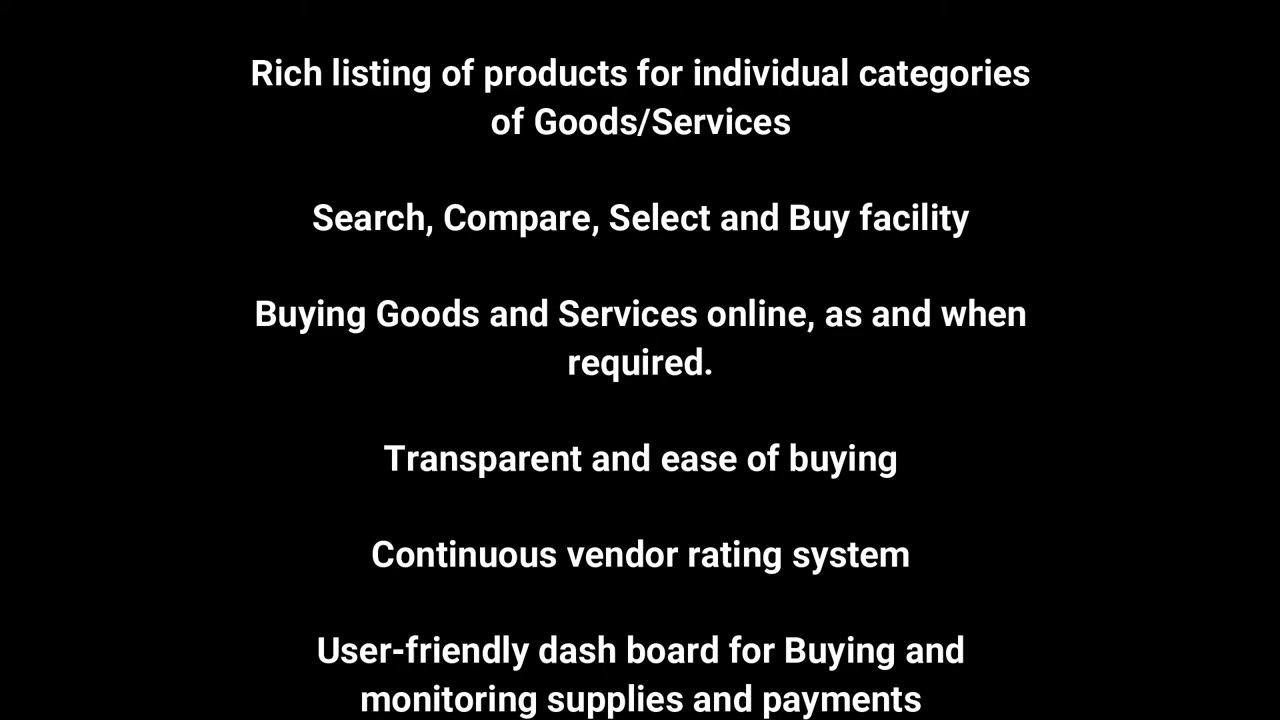 Rich listing of products for individual categories
of Goods/Services
Search, Compare, Select and Buy facility
Buying Goods and Services online, as and when
required.
Transparent and ease of buying
Continuous vendor rating system
User-friendly dash board for Buying and
monitoring supplies and payments